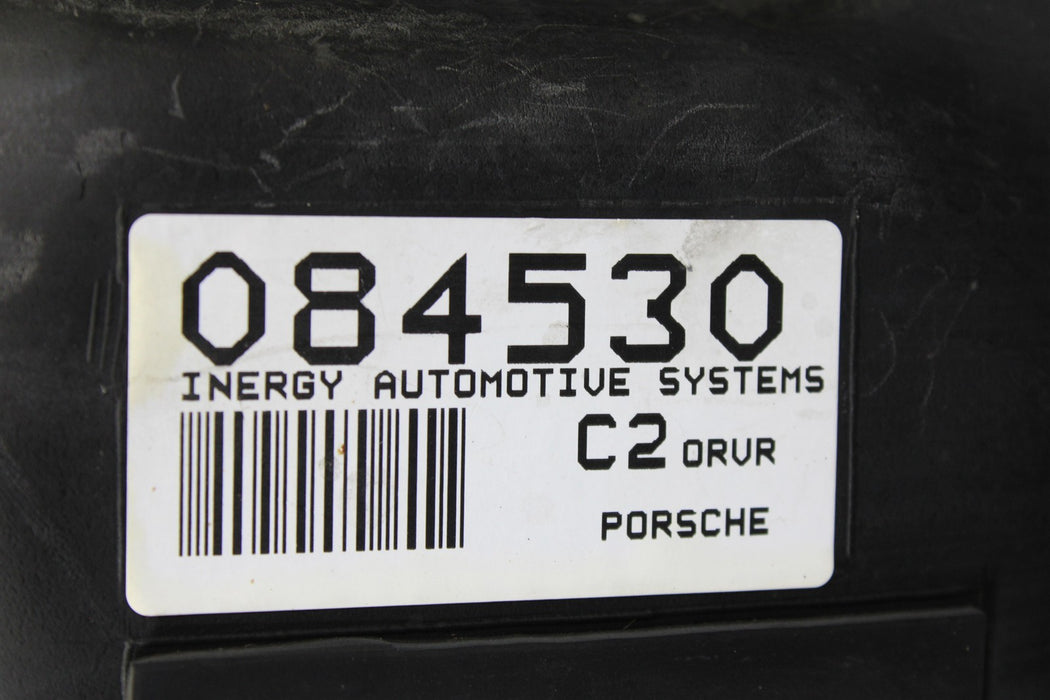 084530
INERGY AUTOMOTIVE SYSTEMS
C2 ORVR
PORSCHE